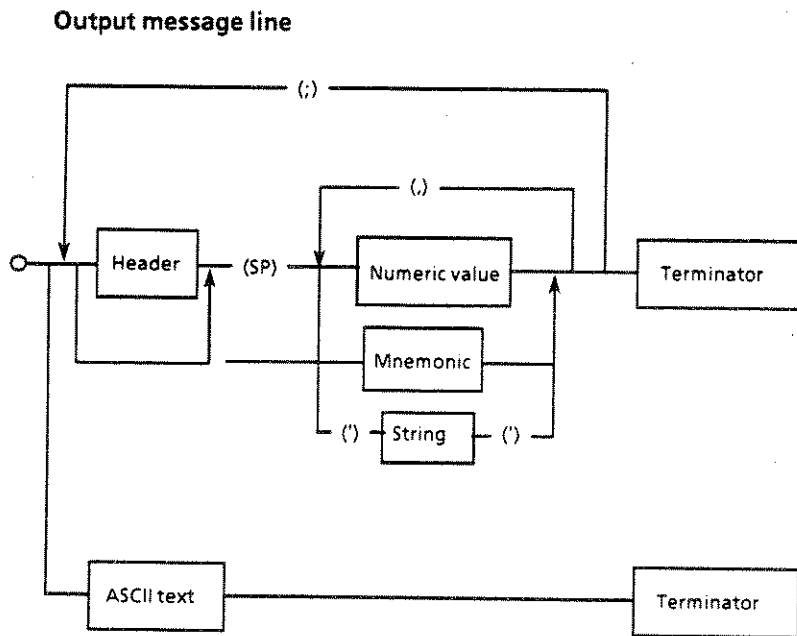 Output message line
(;)
(,)
Header
(SP)
Numeric value
Terminator
Mnemonic
(')
String
(')
ASCII text
Terminator